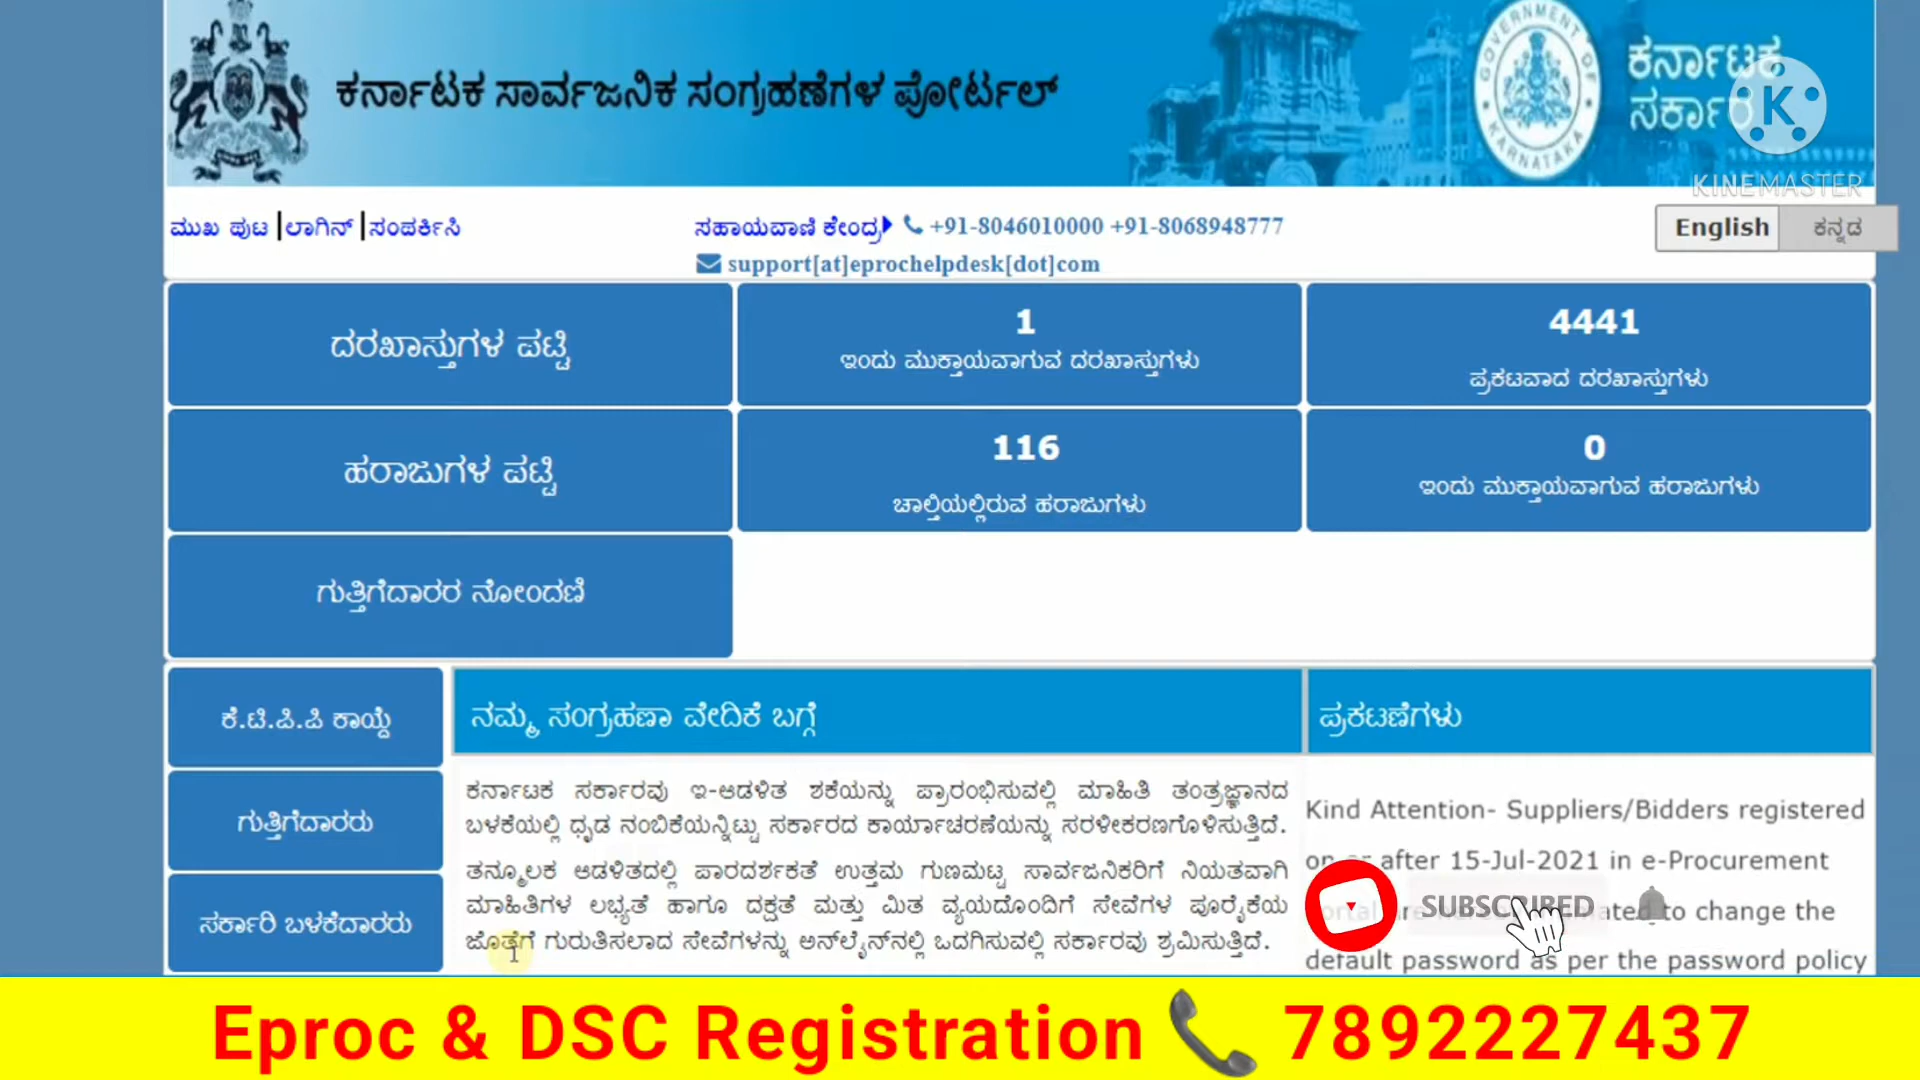 ಕರ್ನಾಟಕ ಸಾರ್ವಜನಿಕ ಸಂಗ್ರಹಣೆಗಳ ಪೋರ್ಟಲ್
GOVERNMENT OF KARNATAKA
ಕರ್ನಾಟಕ
ಸರ್ಕಾರ
K
KINEMASTER
ಮುಖ ಪುಟ |ಲಾಗಿನ್ |ಸಂಪರ್ಕಿಸಿ
ಸಹಾಯವಾಣಿ ಕೇಂದ್ರ +91-8046010000 +91-8068948777
English ಕನ್ನಡ
support[at]eprochelpdesk[dot]com
ದರಖಾಸ್ತುಗಳ ಪಟ್ಟಿ
1
ಇಂದು ಮುಕ್ತಾಯವಾಗುವ ದರಖಾಸ್ತುಗಳು
4441
ಪ್ರಕಟವಾದ ದರಖಾಸ್ತುಗಳು
ಹರಾಜುಗಳ ಪಟ್ಟಿ
116
ಚಾಲ್ತಿಯಲ್ಲಿರುವ ಹರಾಜುಗಳು
0
ಇಂದು ಮುಕ್ತಾಯವಾಗುವ ಹರಾಜುಗಳು
ಗುತ್ತಿಗೆದಾರರ ನೋಂದಣಿ
ಕೆ.ಟಿ.ಪಿ.ಪಿ ಕಾಯ್ದೆ
ಗುತ್ತಿಗೆದಾರರು
ಸರ್ಕಾರಿ ಬಳಕೆದಾರರು
ನಮ್ಮ ಸಂಗ್ರಹಣಾ ವೇದಿಕೆ ಬಗ್ಗೆ
ಕರ್ನಾಟಕ ಸರ್ಕಾರವು ಇ-ಆಡಳಿತ ಶಕೆಯನ್ನು ಪ್ರಾರಂಭಿಸುವಲ್ಲಿ ಮಾಹಿತಿ ತಂತ್ರಜ್ಞಾನದ
ಬಳಕೆಯಲ್ಲಿ ಧೃಡ ನಂಬಿಕೆಯನ್ನಿಟ್ಟು ಸರ್ಕಾರದ ಕಾರ್ಯಾಚರಣೆಯನ್ನು ಸರಳೀಕರಣಗೊಳಿಸುತ್ತಿದೆ.
ತನ್ಮೂಲಕ ಆಡಳಿತದಲ್ಲಿ ಪಾರದರ್ಶಕತೆ ಉತ್ತಮ ಗುಣಮಟ್ಟ ಸಾರ್ವಜನಿಕರಿಗೆ ನಿಯತವಾಗಿ
ಮಾಹಿತಿಗಳ ಲಭ್ಯತೆ ಹಾಗೂ ದಕ್ಷತೆ ಮತ್ತು ಮಿತ ವ್ಯಯದೊಂದಿಗೆ ಸೇವೆಗಳ ಪೂರೈಕೆಯ
ಜೊತೆಗೆ ಗುರುತಿಸಲಾದ ಸೇವೆಗಳನ್ನು ಆನ್‌ಲೈನ್‌ನಲ್ಲಿ ಒದಗಿಸುವಲ್ಲಿ ಸರ್ಕಾರವು ಶ್ರಮಿಸುತ್ತಿದೆ.
ಪ್ರಕಟಣೆಗಳು
Kind Attention- Suppliers/Bidders registered
on or after 15-Jul-2021 in e-Procurement
to change the
default password as per the password policy
SUBSCRIBED
Eproc & DSC Registration 7892227437